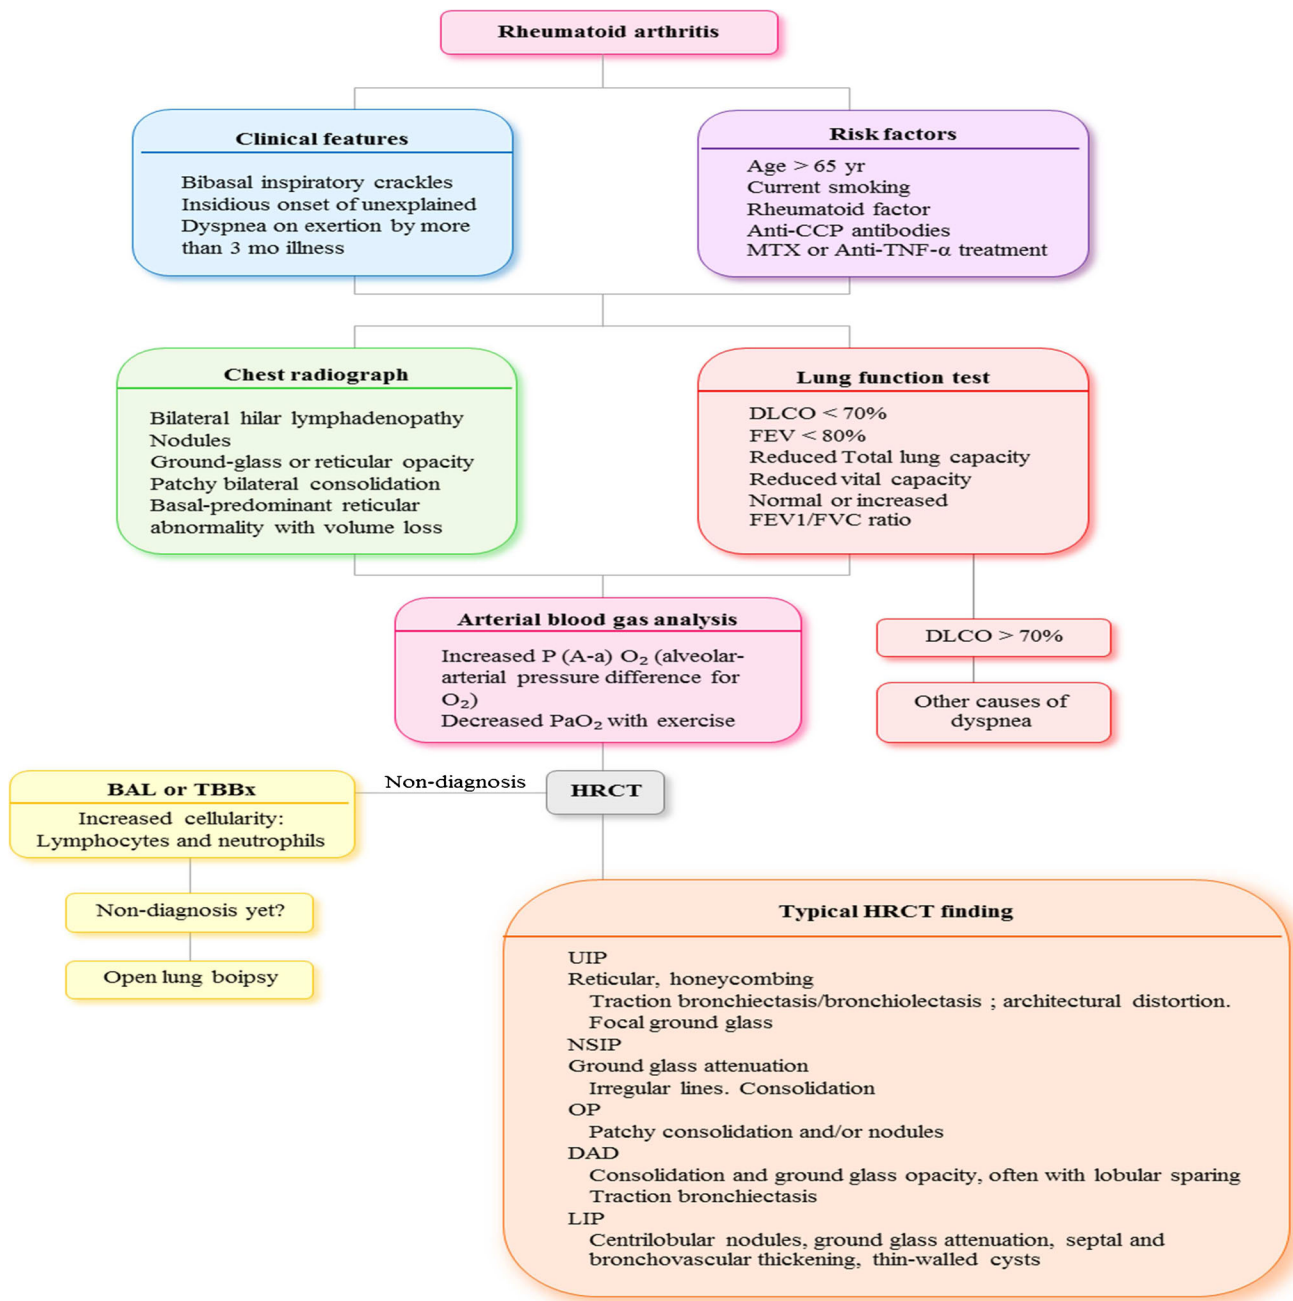 Rheumatoid arthritis
Clinical features
Bibasal inspiratory crackles
Insidious onset of unexplained
Dyspnea on exertion by more
than 3 mo illness
Risk factors
Age > 65 yr
Current smoking
Rheumatoid factor
Anti-CCP antibodies
MTX or Anti-TNF-α treatment
Chest radiograph
Bilateral hilar lymphadenopathy
Nodules
Ground-glass or reticular opacity
Patchy bilateral consolidation
Basal-predominant reticular
abnormality with volume loss
Lung function test
DLCO < 70%
FEV < 80%
Reduced Total lung capacity
Reduced vital capacity
Normal or increased
FEV1/FVC ratio
Arterial blood gas analysis
Increased P (A-a) O₂ (alveolar-
arterial pressure difference for
O₂)
Decreased PaO₂ with exercise
DLCO > 70%
Other causes of
dyspnea
HRCT
Non-diagnosis
BAL or TBBx
Increased cellularity:
Lymphocytes and neutrophils
Non-diagnosis yet?
Open lung boipsy
Typical HRCT finding
UIP
Reticular, honeycombing
Traction bronchiectasis/bronchiolectasis ; architectural distortion.
Focal ground glass
NSIP
Ground glass attenuation
Irregular lines. Consolidation
OP
Patchy consolidation and/or nodules
DAD
Consolidation and ground glass opacity, often with lobular sparing
Traction bronchiectasis
LIP
Centrilobular nodules, ground glass attenuation, septal and
bronchovascular thickening, thin-walled cysts